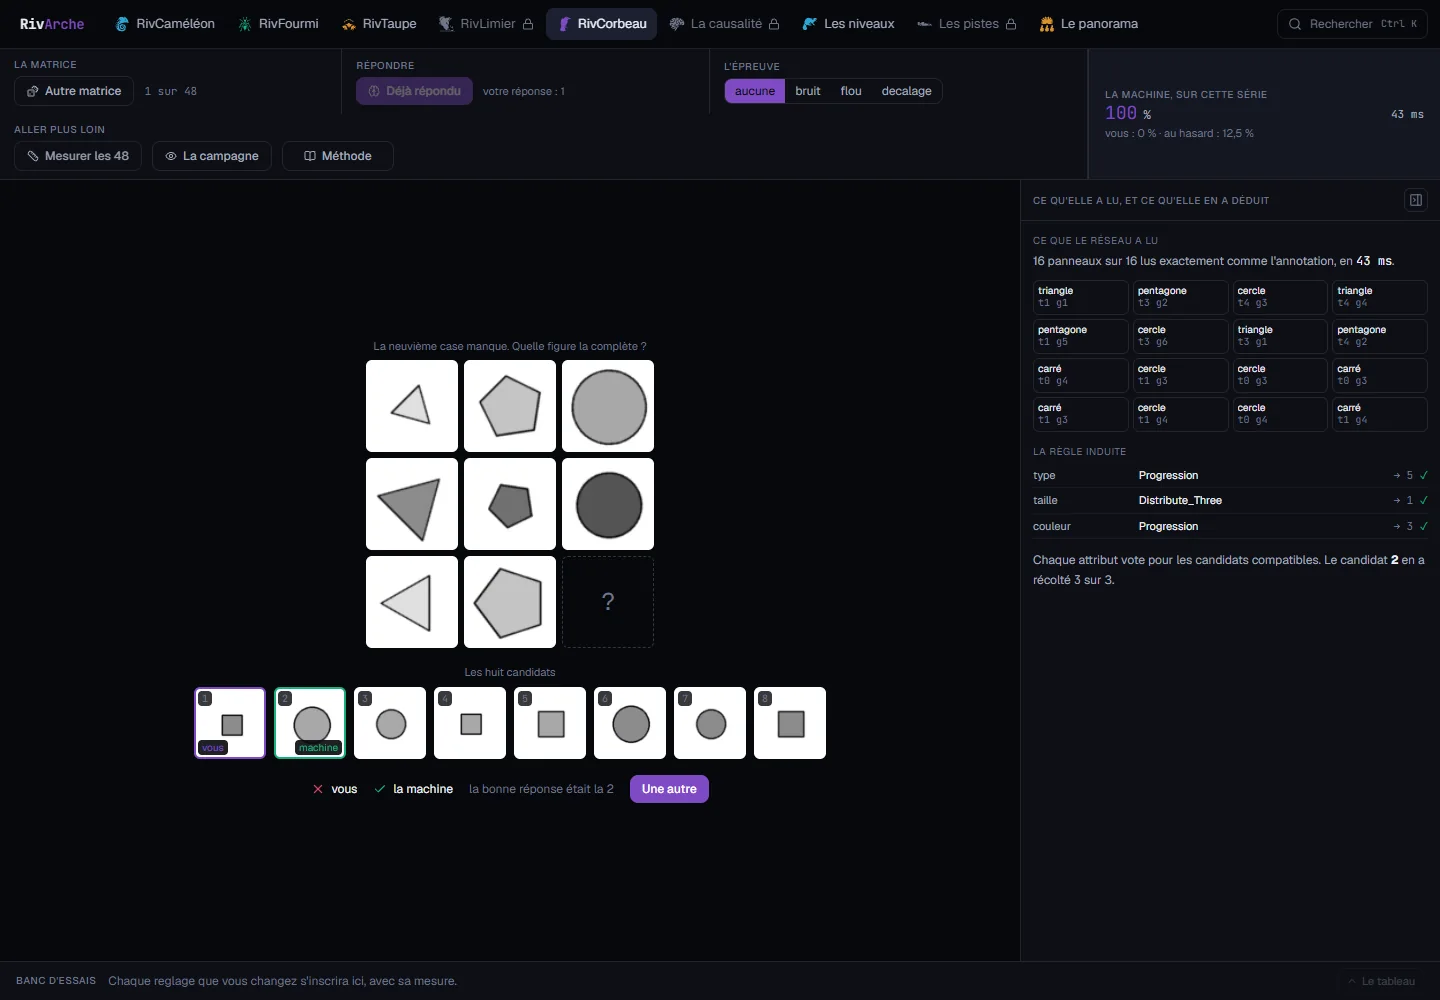 RivArche RivCaméléon RivFourmi RivTaupe RivLimier RivCorbeau La causalité Les niveaux Les pistes Le panorama Rechercher Ctrl K
LA MATRICE
Autre matrice 1 sur 48
RÉPONDRE
Déjà répondu votre réponse : 1
L'ÉPREUVE
aucune bruit flou decalage
ALLER PLUS LOIN
Mesurer les 48 La campagne Méthode
LA MACHINE, SUR CETTE SÉRIE
100 % 43 ms
vous : 0 % · au hasard : 12,5 %
La neuvième case manque. Quelle figure la complète ?
?
Les huit candidats
1 2 3 4 5 6 7 8
vous machine
vous la machine la bonne réponse était la 2 Une autre
CE QU'ELLE A LU, ET CE QU'ELLE EN A DÉDUIT
CE QUE LE RÉSEAU A LU
16 panneaux sur 16 lus exactement comme l'annotation, en 43 ms.
triangle pentagone cercle triangle
t1 g1 t3 g2 t4 g3 t4 g4
pentagone cercle triangle pentagone
t1 g5 t3 g6 t3 g1 t4 g2
carré cercle cercle carré
t0 g4 t1 g3 t0 g3 t0 g3
carré cercle cercle carré
t1 g3 t1 g4 t0 g4 t1 g4
LA RÈGLE INDUITE
type Progression → 5 ✓
taille Distribute_Three → 1 ✓
couleur Progression → 3 ✓
Chaque attribut vote pour les candidats compatibles. Le candidat 2 en a
récolté 3 sur 3.
BANC D'ESSAIS Chaque reglage que vous changez s'inscrira ici, avec sa mesure. Le tableau